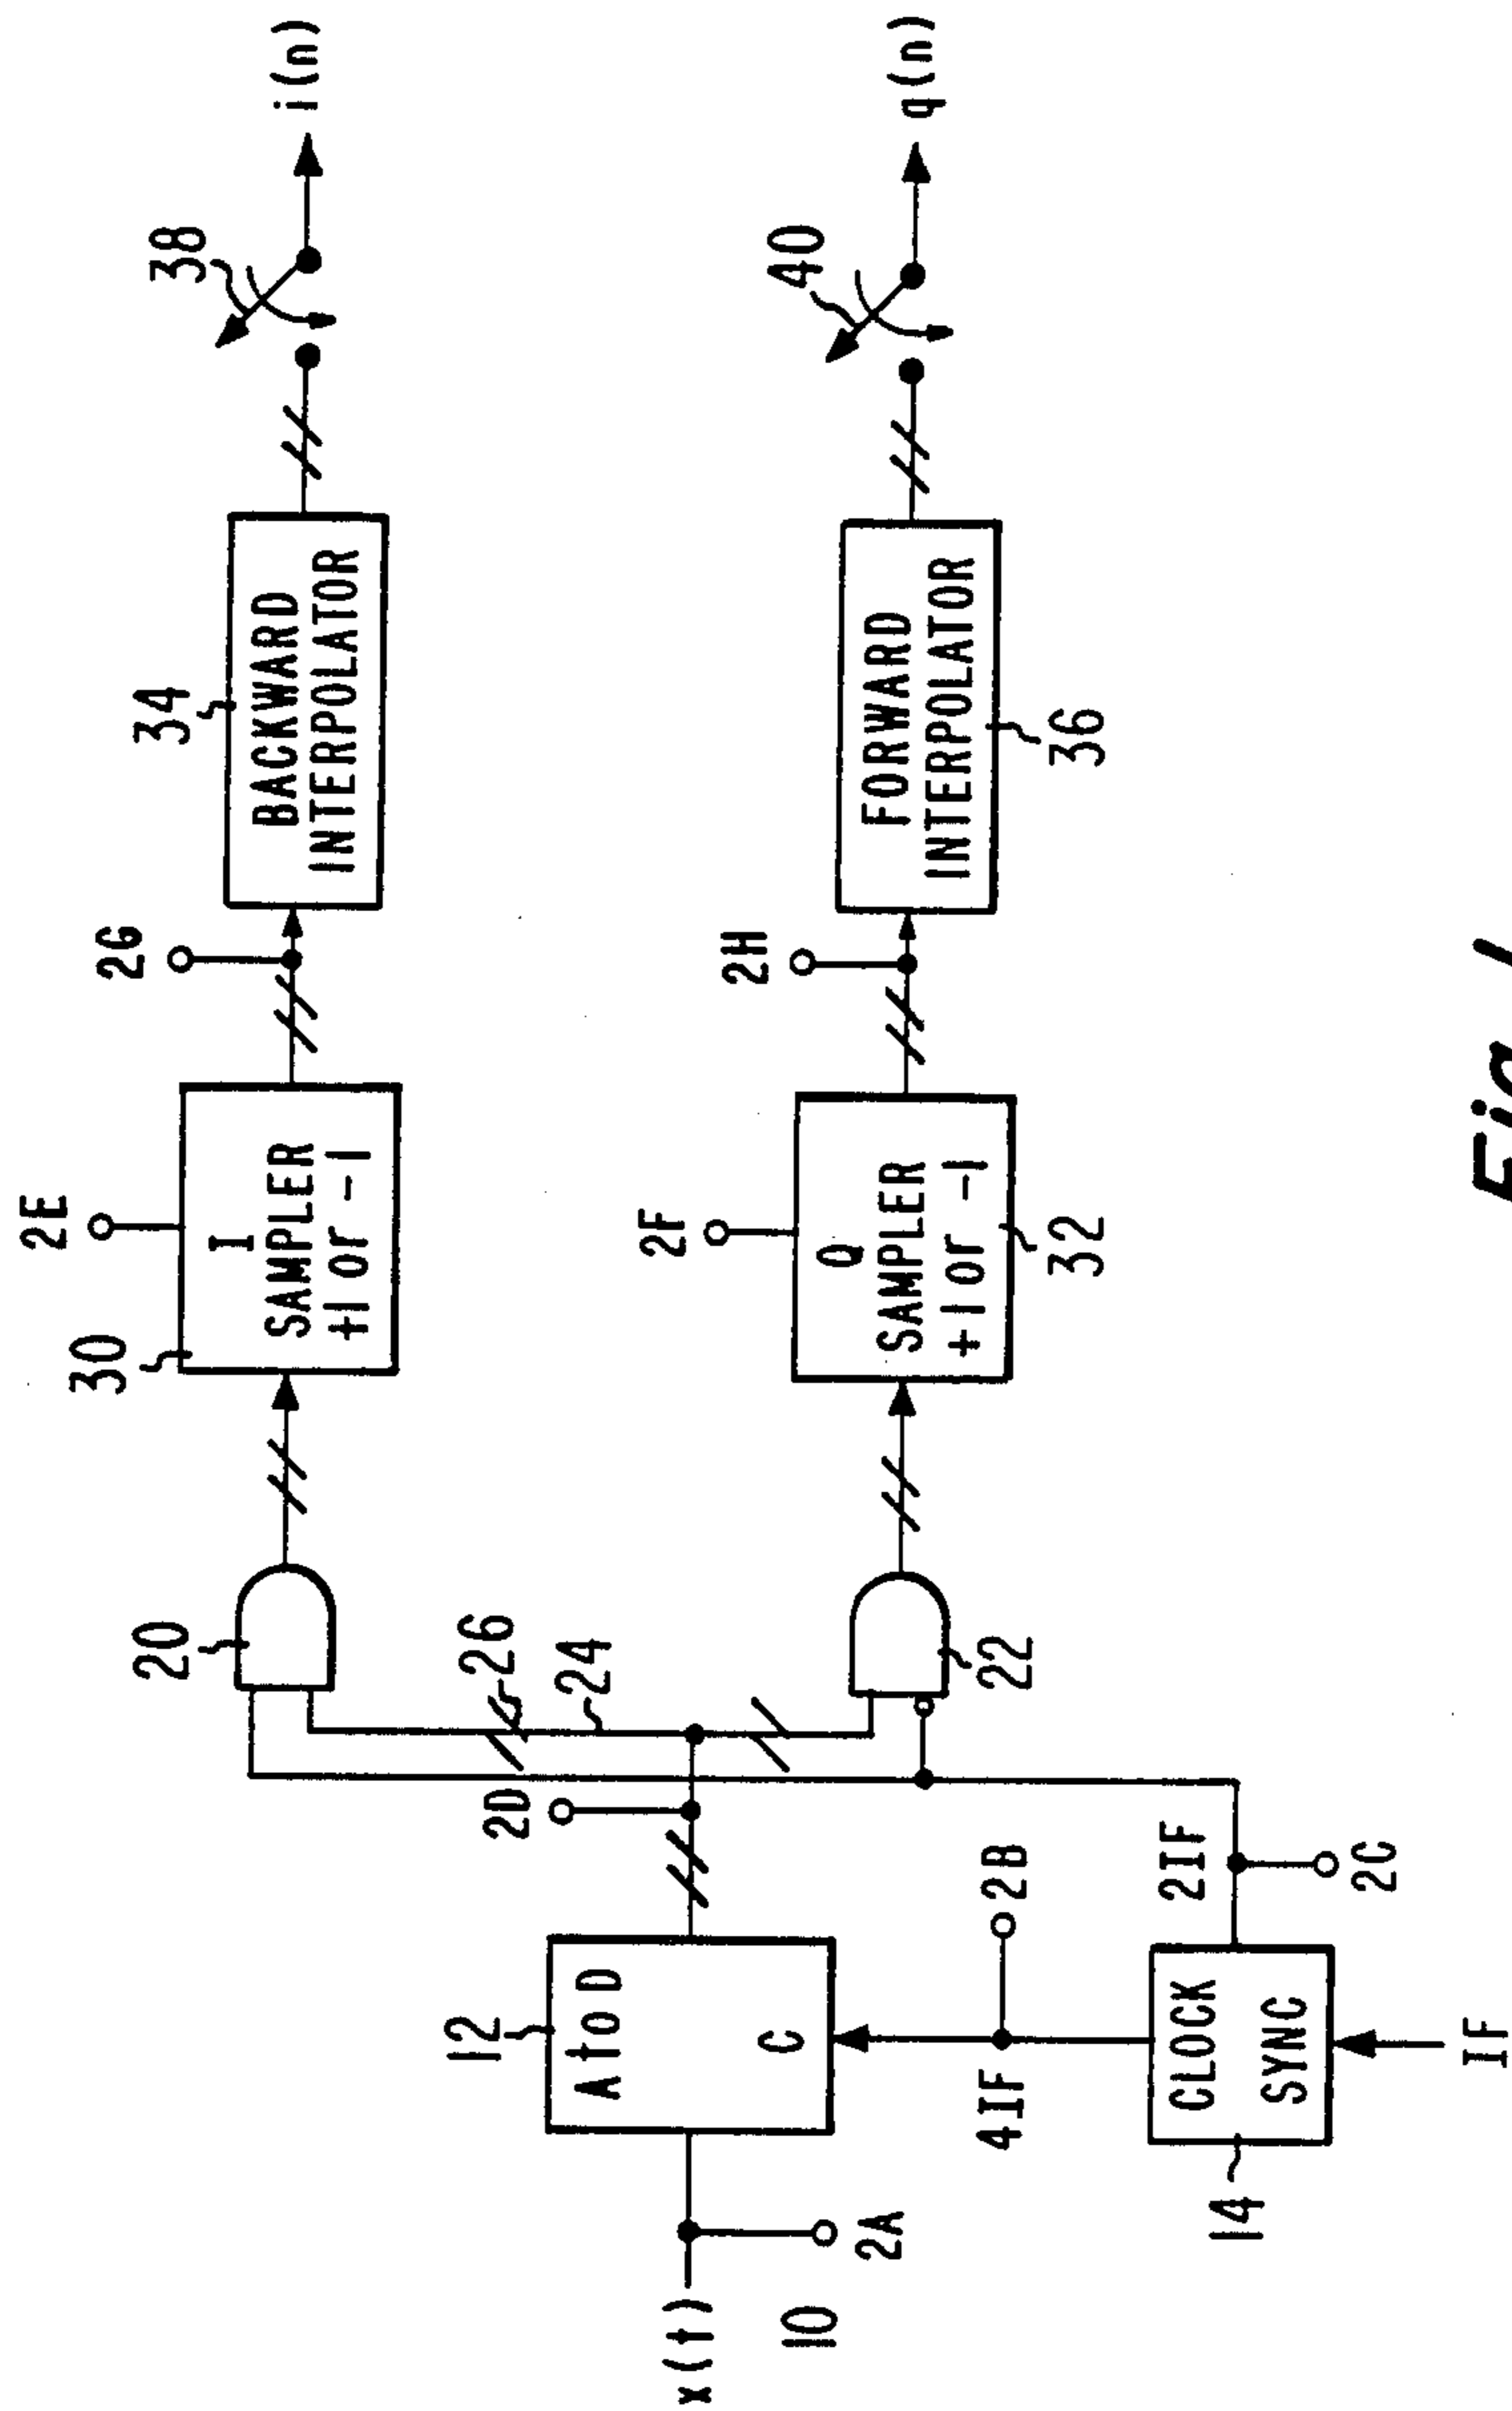 30
2E
I
SAMPLER
+1 or -1
2G
34
BACKWARD
INTERPOLATOR
38
i(n)
20
26
24
2D
12
A to D
C
x(t)
2A
10
4IF
2B
14
CLOCK
SYNC
IF
2IF
2C
22
2F
Q
SAMPLER
+1 or -1
32
2H
FORWARD
INTERPOLATOR
36
40
q(n)